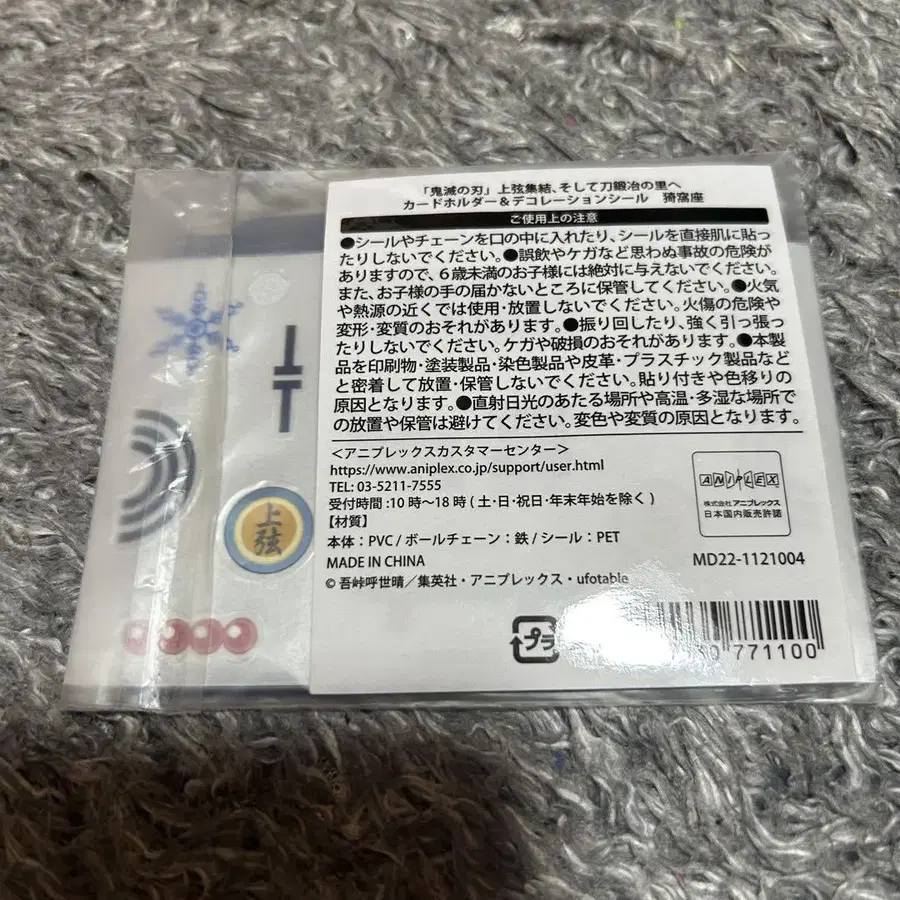 「鬼滅の刃」上弦集結、そして刀鍛冶の里へ
カードホルダー&デコレーションシール 猗窩座
ご使用上の注意
●シールやチェーンを口の中に入れたり、シールを直接肌に貼っ
たりしないでください。●誤飲やケガなど思わぬ事故の危険が
ありますので、6歳未満のお子様には絶対に与えないでください。
また、お子様の手の届かないところに保管してください。●火気
や熱源の近くでは使用・放置しないでください。火傷の危険や
変形・変質のおそれがあります。●振り回したり、強く引っ張っ
たりしないでください。ケガや破損のおそれがあります。●本製
品を印刷物・塗装製品・染色製品や皮革・プラスチック製品など
と密着して放置・保管しないでください。貼り付きや色移りの
原因となります。●直射日光のあたる場所や高温・多湿な場所で
の放置や保管は避けてください。変色や変質の原因となります。
<アニプレックスカスタマーセンター>
https://www.aniplex.co.jp/support/user.html
TEL: 03-5211-7555
受付時間:10時~18時(土・日・祝日・年末年始を除く)
【材質】
本体:PVC/ボールチェーン:鉄/シール:PET
MADE IN CHINA
© 吾峠呼世晴/集英社・アニプレックス・ufotable
ANIPLEX
株式会社アニプレックス
日本国内販売許諾
MD22-1121004
プラ
771100
上弦